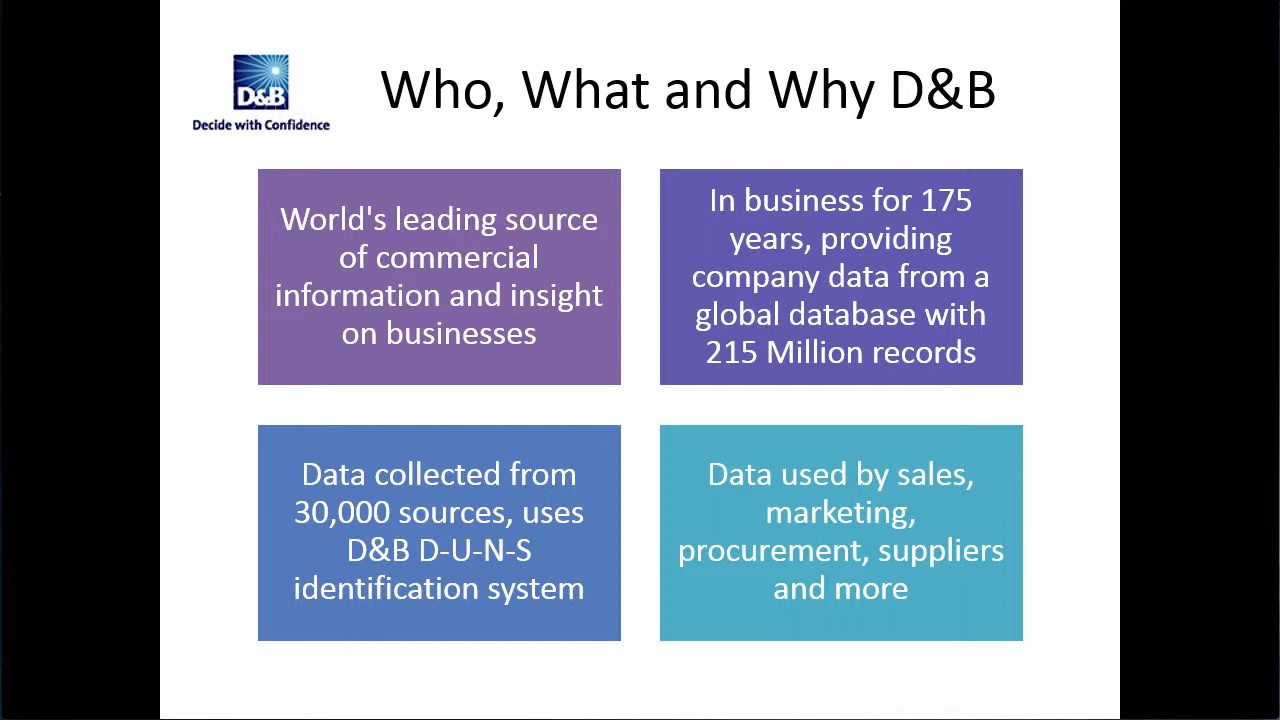 D&B
Decide with Confidence
Who, What and Why D&B
World's leading source
of commercial
information and insight
on businesses
In business for 175
years, providing
company data from a
global database with
215 Million records
Data collected from
30,000 sources, uses
D&B D-U-N-S
identification system
Data used by sales,
marketing,
procurement, suppliers
and more